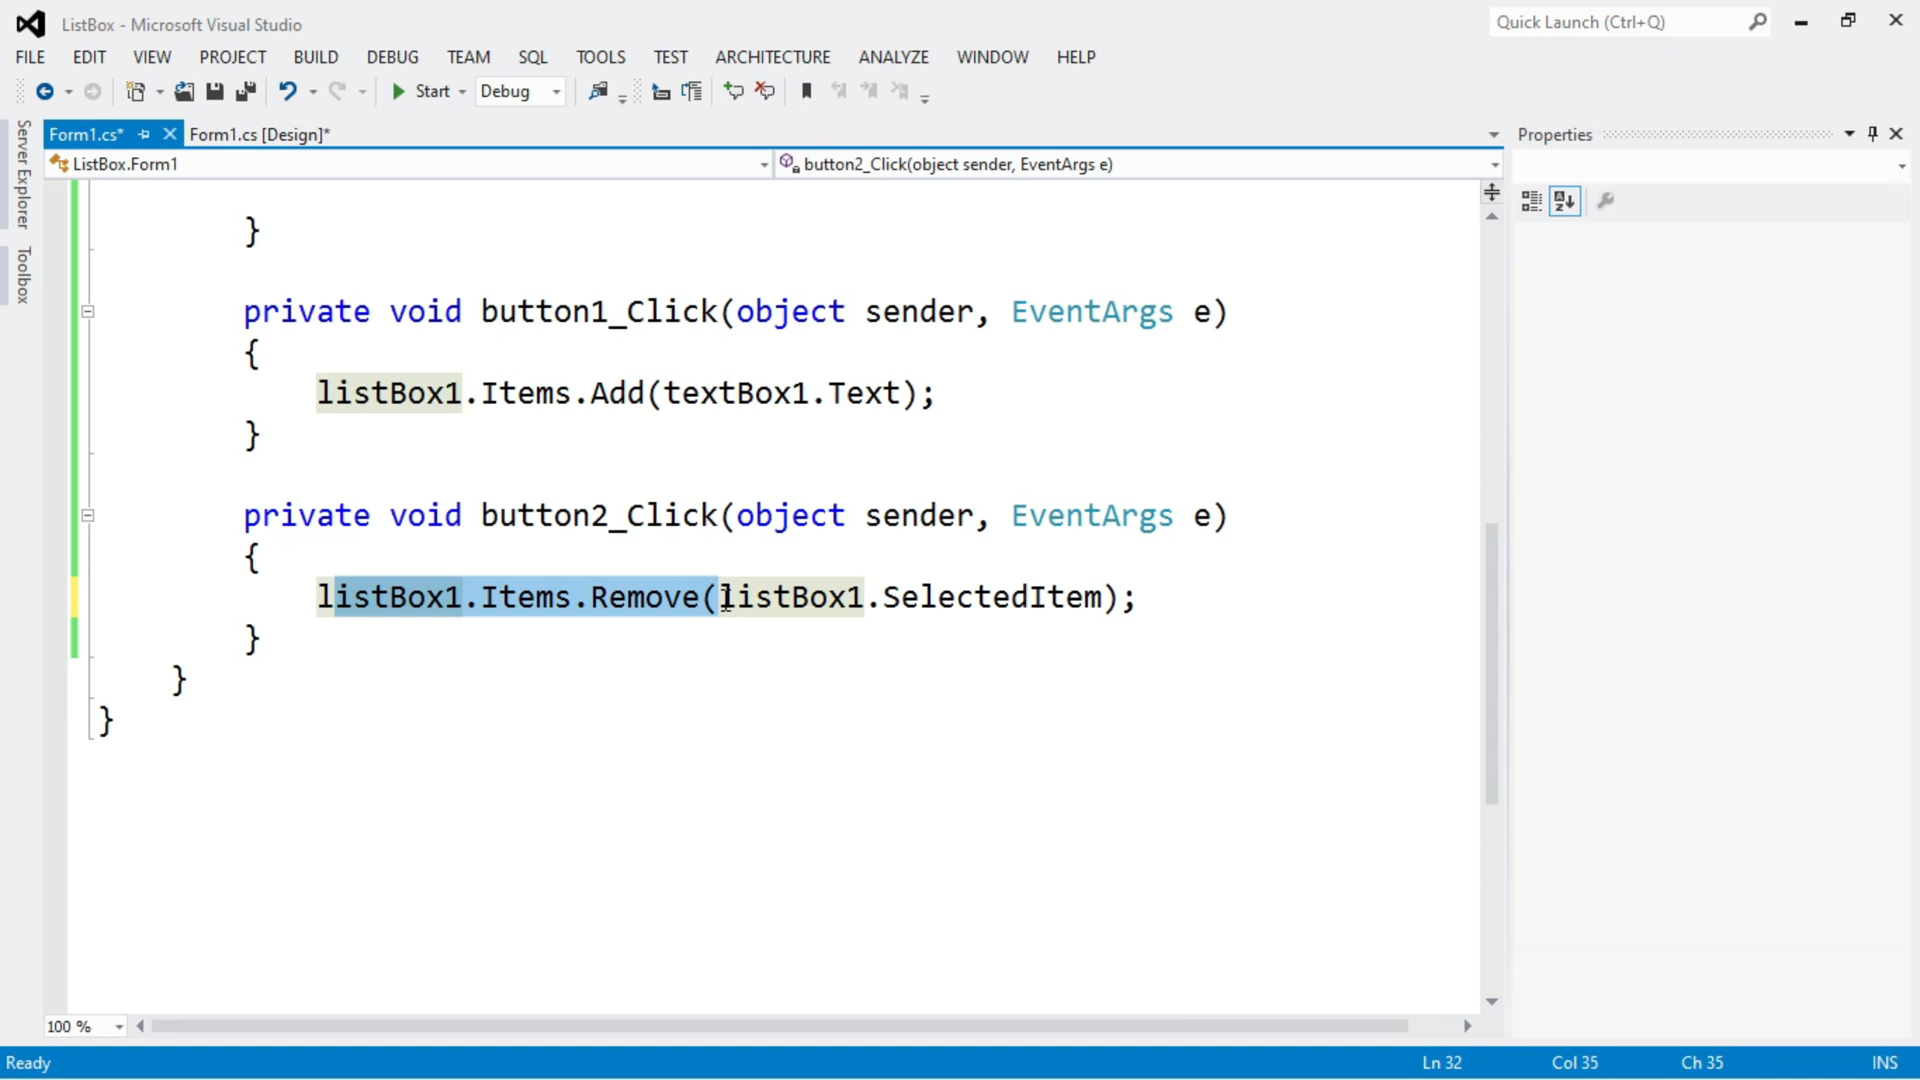 ListBox - Microsoft Visual Studio
Quick Launch (Ctrl+Q)
FILE EDIT VIEW PROJECT BUILD DEBUG TEAM SQL TOOLS TEST ARCHITECTURE ANALYZE WINDOW HELP
Start Debug
Server Explorer
Toolbox
Form1.cs* Form1.cs [Design]*
Properties
ListBox.Form1 button2_Click(object sender, EventArgs e)
}
private void button1_Click(object sender, EventArgs e)
{
listBox1.Items.Add(textBox1.Text);
}
private void button2_Click(object sender, EventArgs e)
{
listBox1.Items.Remove(listBox1.SelectedItem);
}
}
}
100 %
Ready Ln 32 Col 35 Ch 35 INS